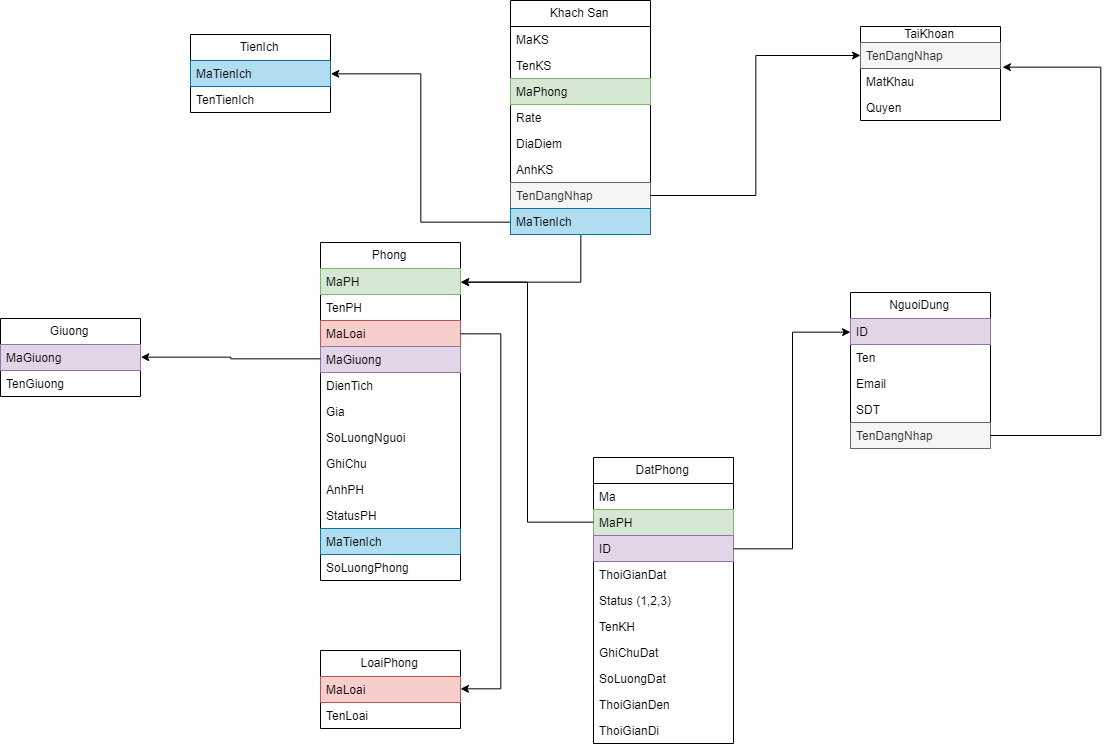 Khach San
MaKS
TenKS
MaPhong
Rate
DiaDiem
AnhKS
TenDangNhap
MaTienIch
TienIch
MaTienIch
TenTienIch
TaiKhoan
TenDangNhap
MatKhau
Quyen
Phong
MaPH
TenPH
MaLoai
MaGiuong
DienTich
Gia
SoLuongNguoi
GhiChu
AnhPH
StatusPH
MaTienIch
SoLuongPhong
Giuong
MaGiuong
TenGiuong
NguoiDung
ID
Ten
Email
SDT
TenDangNhap
DatPhong
Ma
MaPH
ID
ThoiGianDat
Status (1,2,3)
TenKH
GhiChuDat
SoLuongDat
ThoiGianDen
ThoiGianDi
LoaiPhong
MaLoai
TenLoai